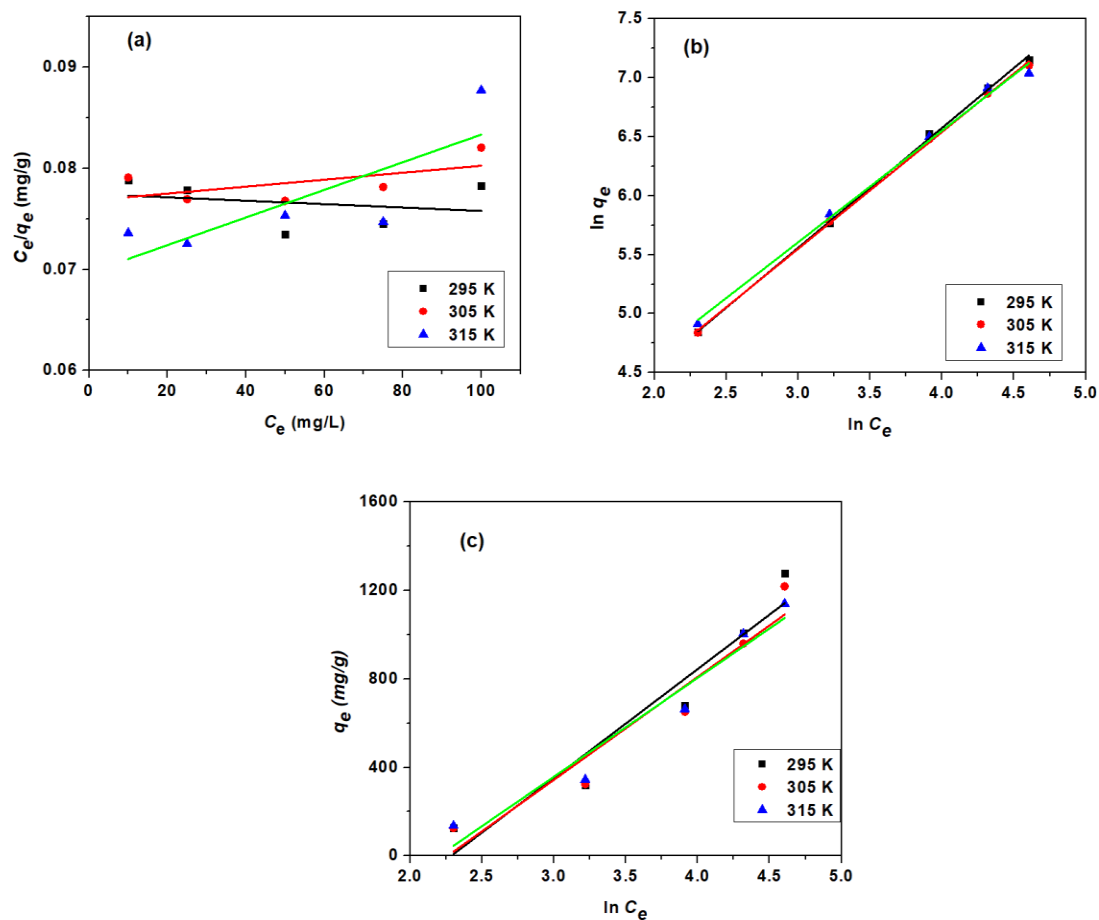 (a)
0.09
0.08
0.07
0.06
Ce/qe (mg/g)
295 K
305 K
315 K
0 20 40 60 80 100
Ce (mg/L)
(b)
7.5
7.0
6.5
6.0
5.5
5.0
4.5
ln qe
295 K
305 K
315 K
2.0 2.5 3.0 3.5 4.0 4.5 5.0
ln Ce
(c)
1600
1200
800
400
0
qe (mg/g)
295 K
305 K
315 K
2.0 2.5 3.0 3.5 4.0 4.5 5.0
ln Ce